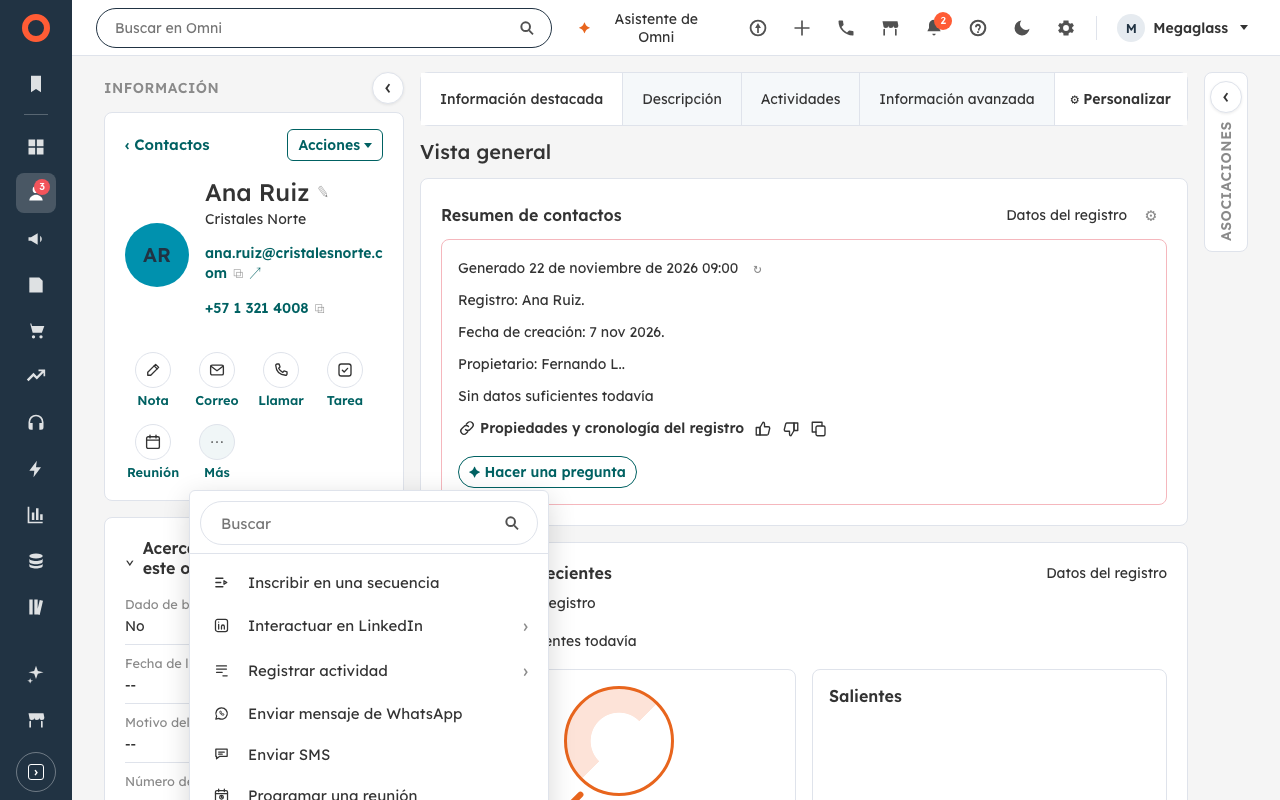 Buscar en Omni
Asistente de
Omni
2
M
Megaglass
3
INFORMACIÓN
‹ Contactos
Acciones
Ana Ruiz
Cristales Norte
AR
ana.ruiz@cristalesnorte.c
om
+57 1 321 4008
Nota
Correo
Llamar
Tarea
Reunión
Más
Acerc
este o
Dado de b
No
Fecha de l
--
Motivo del
--
Número de
Buscar
Inscribir en una secuencia
Interactuar en LinkedIn
Registrar actividad
Enviar mensaje de WhatsApp
Enviar SMS
Programar una reunión
Información destacada
Descripción
Actividades
Información avanzada
Personalizar
Vista general
Resumen de contactos
Datos del registro
Generado 22 de noviembre de 2026 09:00
Registro: Ana Ruiz.
Fecha de creación: 7 nov 2026.
Propietario: Fernando L..
Sin datos suficientes todavía
Propiedades y cronología del registro
Hacer una pregunta
ecientes
Datos del registro
egistro
entes todavía
Salientes
ASOCIACIONES